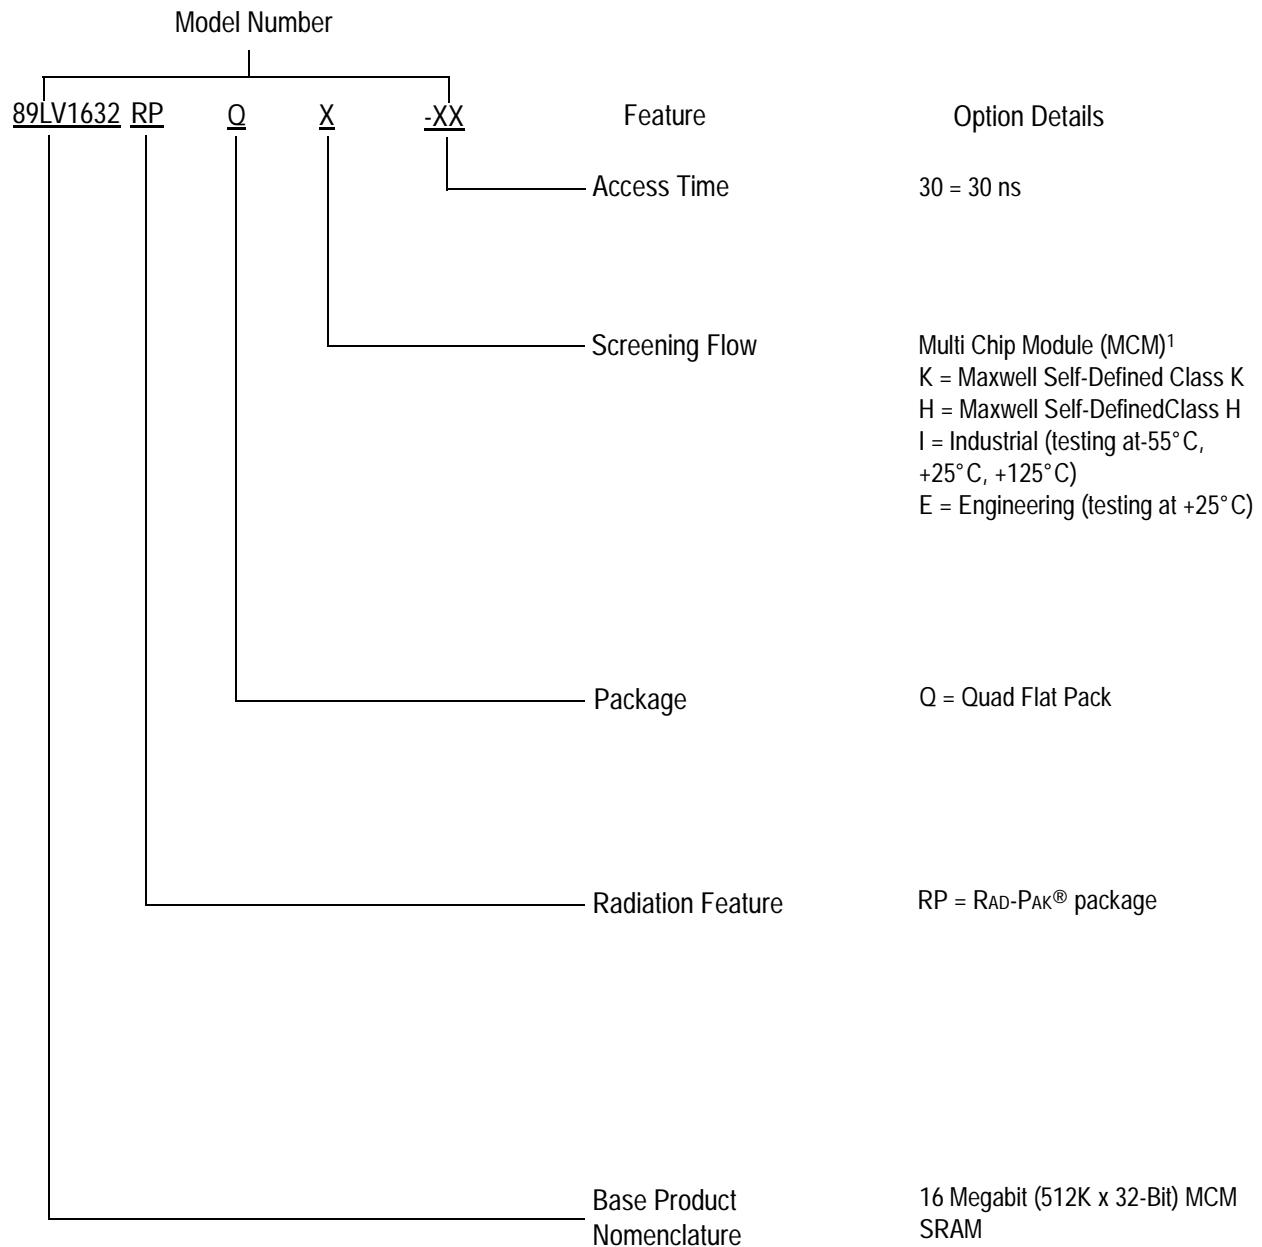 Model Number
89LV1632 RP Q X -XX Feature Option Details
Access Time 30 = 30 ns
Screening Flow Multi Chip Module (MCM)1
K = Maxwell Self-Defined Class K
H = Maxwell Self-DefinedClass H
I = Industrial (testing at-55°C,
+25°C, +125°C)
E = Engineering (testing at +25°C)
Package Q = Quad Flat Pack
Radiation Feature RP = RAD-PAK® package
Base Product 16 Megabit (512K x 32-Bit) MCM
Nomenclature SRAM